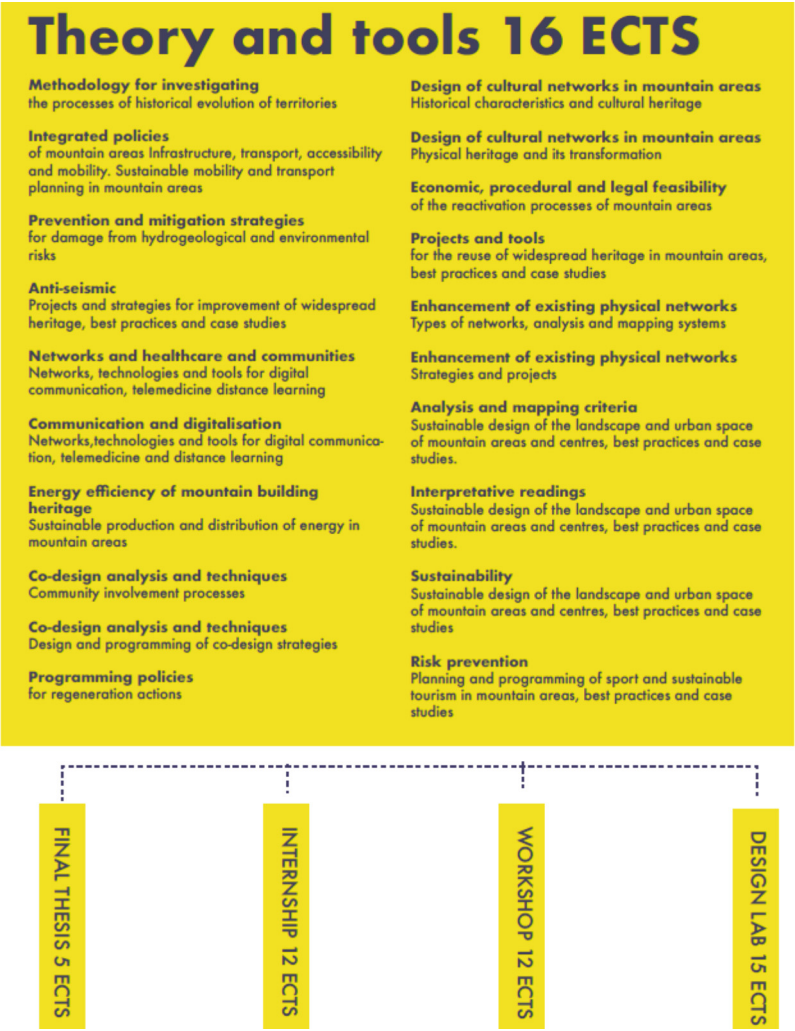 Theory and tools 16 ECTS
Methodology for investigating
the processes of historical evolution of territories
Integrated policies
of mountain areas Infrastructure, transport, accessibility
and mobility. Sustainable mobility and transport
planning in mountain areas
Prevention and mitigation strategies
for damage from hydrogeological and environmental
risks
Anti-seismic
Projects and strategies for improvement of widespread
heritage, best practices and case studies
Networks and healthcare and communities
Networks, technologies and tools for digital
communication, telemedicine distance learning
Communication and digitalisation
Networks,technologies and tools for digital communica-
tion, telemedicine and distance learning
Energy efficiency of mountain building
heritage
Sustainable production and distribution of energy in
mountain areas
Co-design analysis and techniques
Community involvement processes
Co-design analysis and techniques
Design and programming of co-design strategies
Programming policies
for regeneration actions
Design of cultural networks in mountain areas
Historical characteristics and cultural heritage
Design of cultural networks in mountain areas
Physical heritage and its transformation
Economic, procedural and legal feasibility
of the reactivation processes of mountain areas
Projects and tools
for the reuse of widespread heritage in mountain areas,
best practices and case studies
Enhancement of existing physical networks
Types of networks, analysis and mapping systems
Enhancement of existing physical networks
Strategies and projects
Analysis and mapping criteria
Sustainable design of the landscape and urban space
of mountain areas and centres, best practices and case
studies.
Interpretative readings
Sustainable design of the landscape and urban space
of mountain areas and centres, best practices and case
studies.
Sustainability
Sustainable design of the landscape and urban space
of mountain areas and centres, best practices and case
studies
Risk prevention
Planning and programming of sport and sustainable
tourism in mountain areas, best practices and case
studies
FINAL THESIS 5 ECTS
INTERNSHIP 12 ECTS
WORKSHOP 12 ECTS
DESIGN LAB 15 ECTS